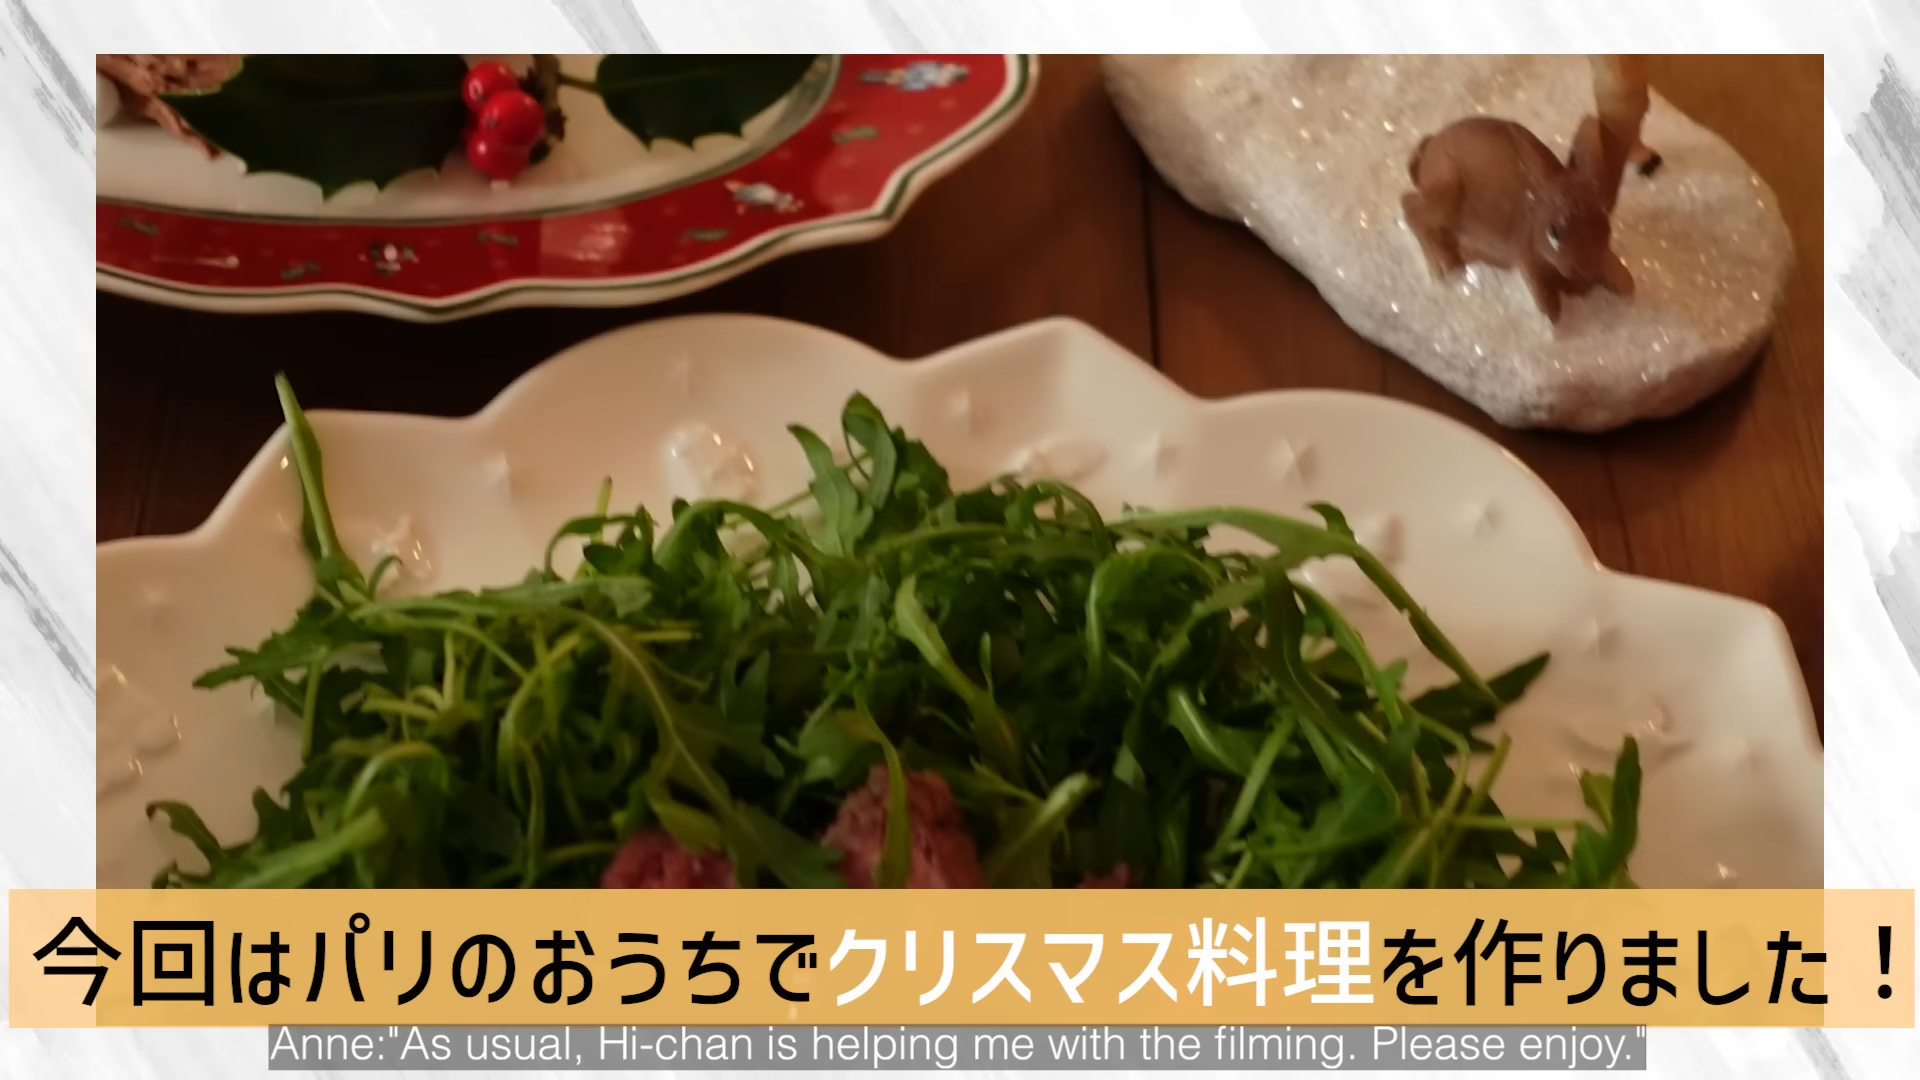 今回はパリのおうちでクリスマス料理を作りました！
Anne:"As usual, Hi-chan is helping me with the filming. Please enjoy."